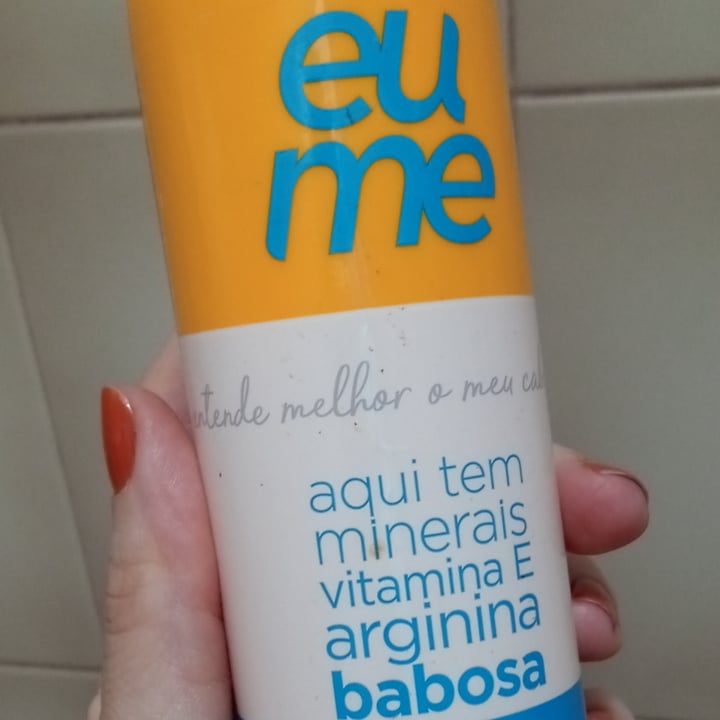 eu
me
entende melhor o meu
aqui tem
minerais
vitamina E
arginina
babosa